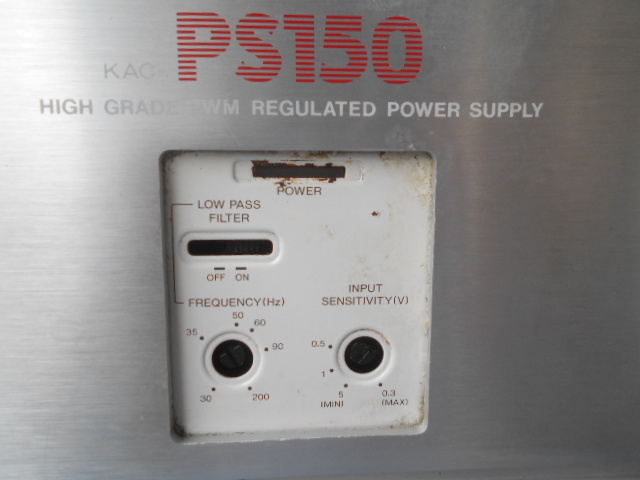 KAC-PS150
HIGH GRADE PWM REGULATED POWER SUPPLY
POWER
LOW PASS
FILTER
OFF ON
FREQUENCY(Hz)
50
60
35
90
30
200
INPUT
SENSITIVITY(V)
0.5
1
5
0.3
(MIN)
(MAX)